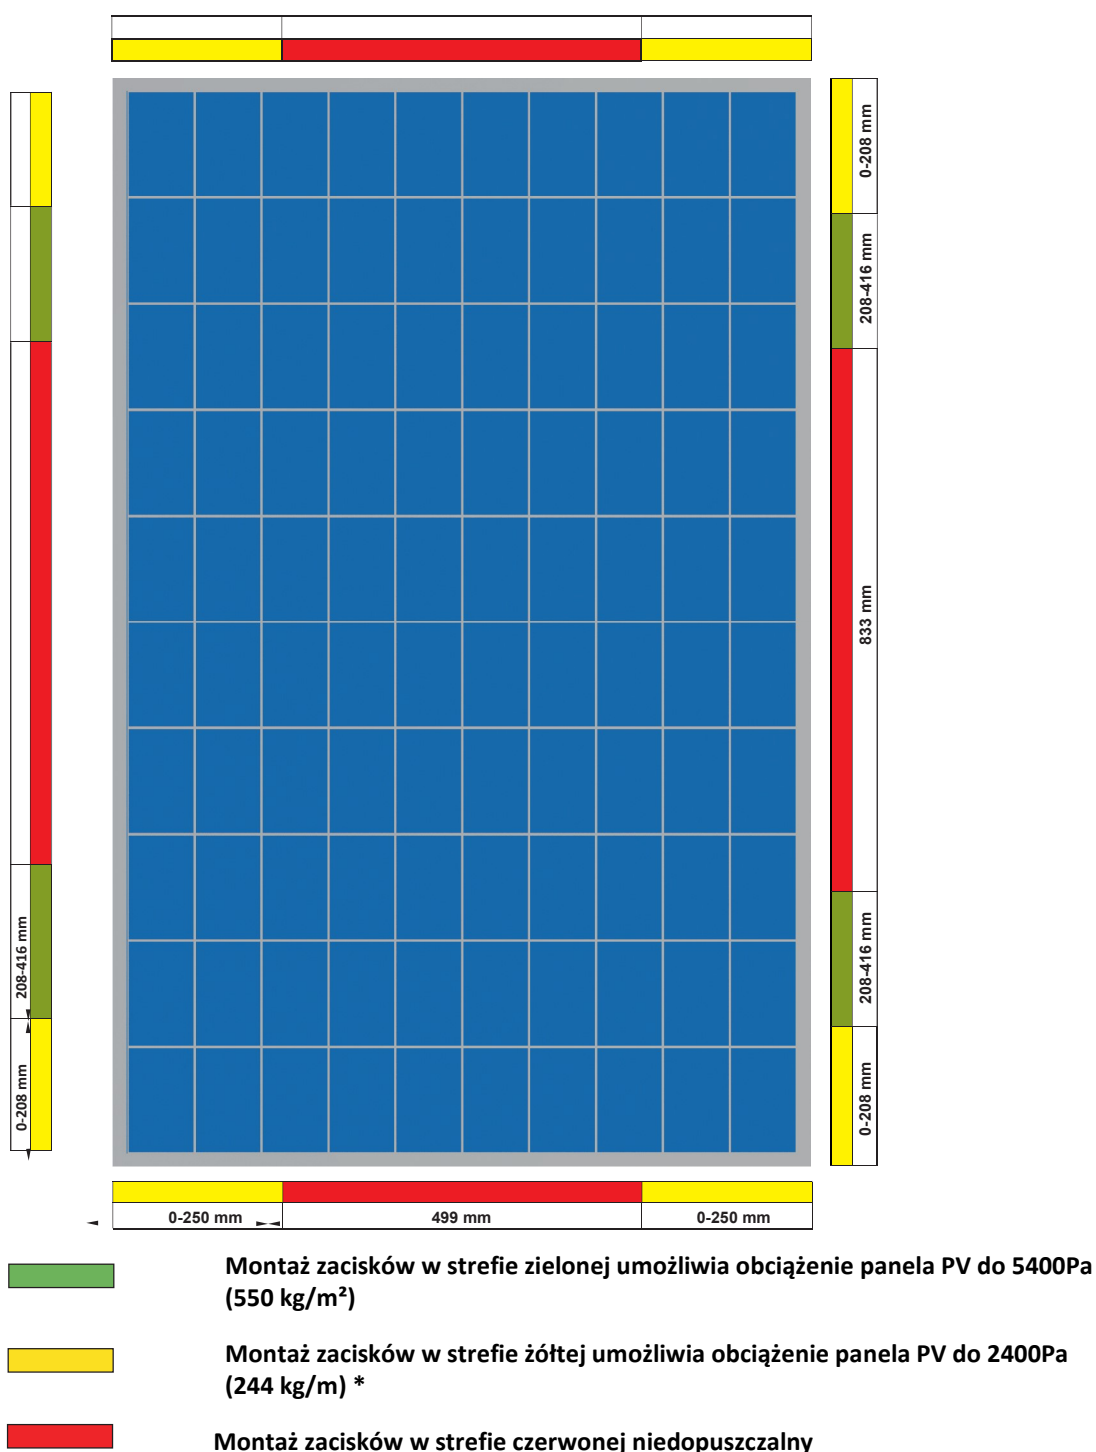 0-208 mm
208-416 mm
833 mm
208-416 mm
0-208 mm
208-416 mm
0-208 mm
0-250 mm
499 mm
0-250 mm
Montaż zacisków w strefie zielonej umożliwia obciążenie panela PV do 5400Pa
(550 kg/m²)
Montaż zacisków w strefie żółtej umożliwia obciążenie panela PV do 2400Pa
(244 kg/m) *
Montaż zacisków w strefie czerwonej niedopuszczalny